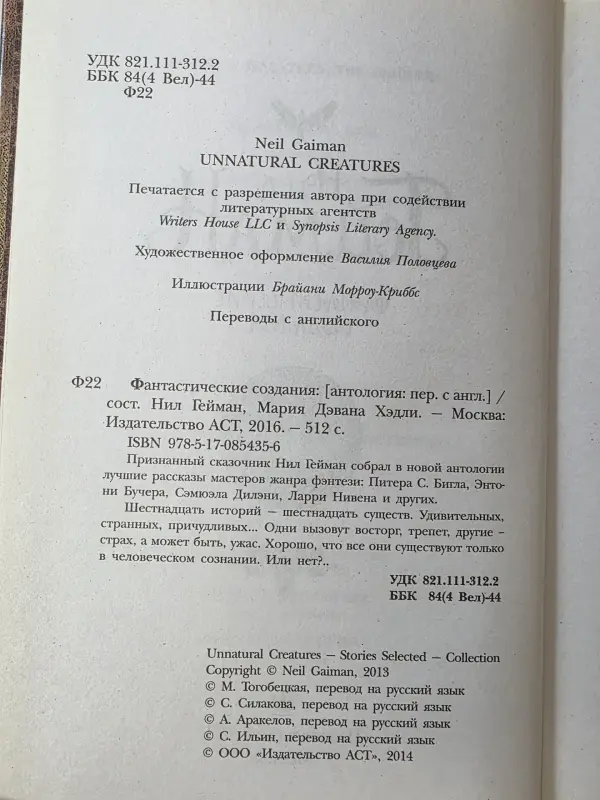 УДК 821.111-312.2
ББК 84(4 Вел)-44
Ф22
Neil Gaiman
UNNATURAL CREATURES
Печатается с разрешения автора при содействии
литературных агентств
Writers House LLC и Synopsis Literary Agency.
Художественное оформление Василия Половцева
Иллюстрации Брайани Морроу-Криббс
Переводы с английского
Ф22 Фантастические создания: [антология: пер. с англ.] /
сост. Нил Гейман, Мария Дэвана Хэдли. – Москва:
Издательство АСТ, 2016. – 512 с.
ISBN 978-5-17-085435-6
Признанный сказочник Нил Гейман собрал в новой антологии
лучшие рассказы мастеров жанра фэнтези: Питера С. Бигла, Энто-
ни Бучера, Сэмюэла Дилэни, Ларри Нивена и других.
Шестнадцать историй – шестнадцать существ. Удивительных,
странных, причудливых... Одни вызовут восторг, трепет, другие –
страх, а может быть, ужас. Хорошо, что все они существуют только
в человеческом сознании. Или нет?..
УДК 821.111-312.2
ББК 84(4 Вел)-44
Unnatural Creatures – Stories Selected – Collection
Copyright © Neil Gaiman, 2013
© М. Тогобецкая, перевод на русский язык
© С. Силакова, перевод на русский язык
© А. Аракелов, перевод на русский язык
© С. Ильин, перевод на русский язык
© ООО «Издательство АСТ», 2014